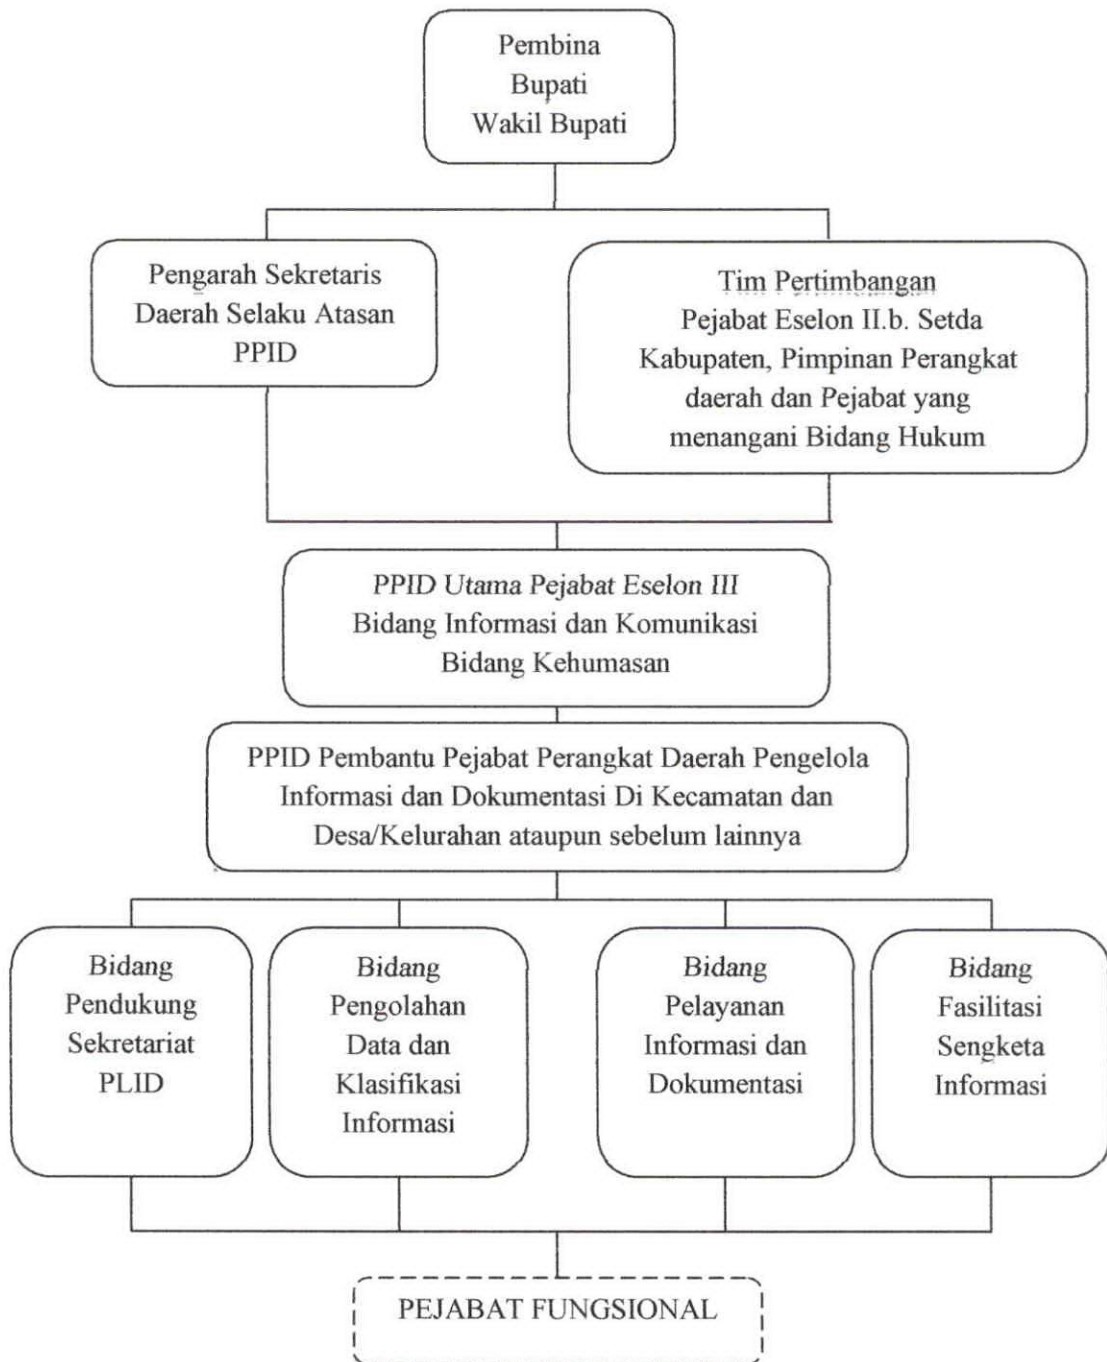 Pembina
Bupati
Wakil Bupati
Pengarah Sekretaris
Daerah Selaku Atasan
PPID
Tim Pertimbangan
Pejabat Eselon II.b. Setda
Kabupaten, Pimpinan Perangkat
daerah dan Pejabat yang
menangani Bidang Hukum
PPID Utama Pejabat Eselon III
Bidang Informasi dan Komunikasi
Bidang Kehumasan
PPID Pembantu Pejabat Perangkat Daerah Pengelola
Informasi dan Dokumentasi Di Kecamatan dan
Desa/Kelurahan ataupun sebelum lainnya
Bidang
Pendukung
Sekretariat
PLID
Bidang
Pengolahan
Data dan
Klasifikasi
Informasi
Bidang
Pelayanan
Informasi dan
Dokumentasi
Bidang
Fasilitasi
Sengketa
Informasi
PEJABAT FUNGSIONAL